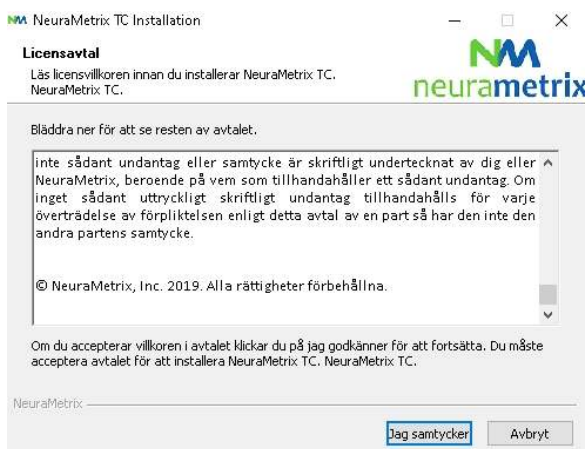 NM NeuraMetrix TC Installation
Licensavtal
Läs licensvillkoren innan du installerar NeuraMetrix TC.
NeuraMetrix TC.
NM
neurametrix
Bläddra ner för att se resten av avtalet.
inte sådant undantag eller samtycke är skriftligt undertecknat av dig eller
NeuraMetrix, beroende på vem som tillhandahåller ett sådant undantag. Om
inget sådant uttryckligt skriftligt undantag tillhandahålls för varje
överträdelse av förpliktelsen enligt detta avtal av en part så har den inte den
andra partens samtycke.
© NeuraMetrix, Inc. 2019. Alla rättigheter förbehållna.
Om du accepterar villkoren i avtalet klickar du på jag godkänner för att fortsätta. Du måste
acceptera avtalet för att installera NeuraMetrix TC. NeuraMetrix TC.
NeuraMetrix
Jag samtycker
Avbryt